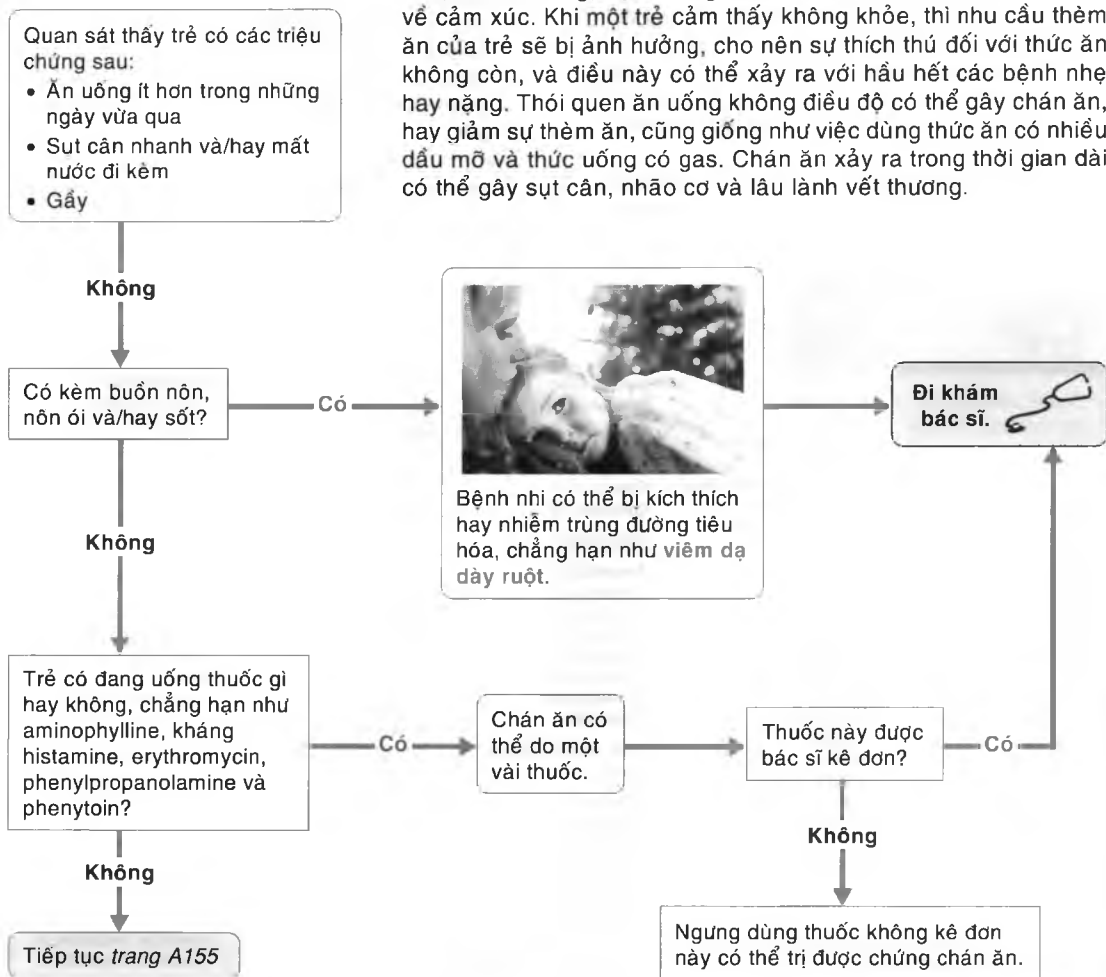 về cảm xúc. Khi một trẻ cảm thấy không khỏe, thì nhu cầu thèm
ăn của trẻ sẽ bị ảnh hưởng, cho nên sự thích thú đối với thức ăn
không còn, và điều này có thể xảy ra với hầu hết các bệnh nhẹ
hay nặng. Thói quen ăn uống không điều độ có thể gây chán ăn,
hay giảm sự thèm ăn, cũng giống như việc dùng thức ăn có nhiều
dầu mỡ và thức uống có gas. Chán ăn xảy ra trong thời gian dài
có thể gây sụt cân, nhão cơ và lâu lành vết thương.
Quan sát thấy trẻ có các triệu
chứng sau:
• Ăn uống ít hơn trong những
ngày vừa qua
• Sụt cân nhanh và/hay mất
nước đi kèm
• Gầy
Không
Có kèm buồn nôn,
nôn ói và/hay sốt?
Có
Bệnh nhi có thể bị kích thích
hay nhiễm trùng đường tiêu
hóa, chẳng hạn như viêm dạ
dày ruột.
Đi khám
bác sĩ.
Không
Trẻ có đang uống thuốc gì
hay không, chẳng hạn như
aminophylline, kháng
histamine, erythromycin,
phenylpropanolamine và
phenytoin?
Có
Chán ăn có
thể do một
vài thuốc.
Thuốc này được
bác sĩ kê đơn?
Có
Không
Ngưng dùng thuốc không kê đơn
này có thể trị được chứng chán ăn.
Không
Tiếp tục trang A155